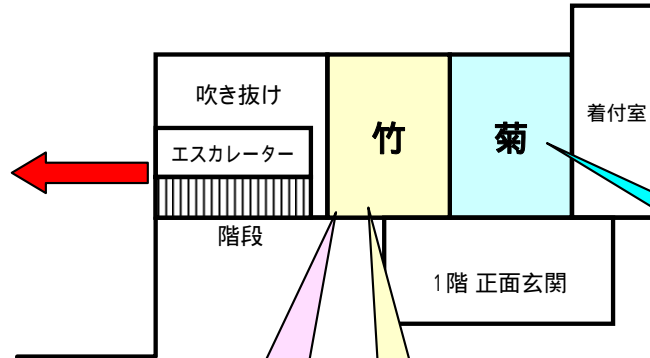 吹き抜け
竹
菊
着付室
エスカレーター
階段
1階 正面玄関